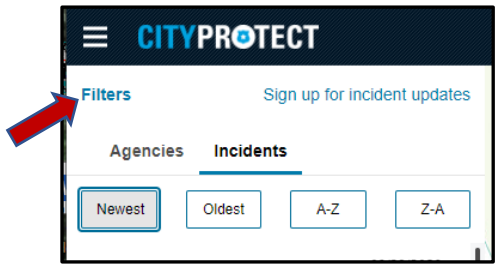 CITYPROTECT
Filters Sign up for incident updates
Agencies Incidents
Newest Oldest A-Z Z-A